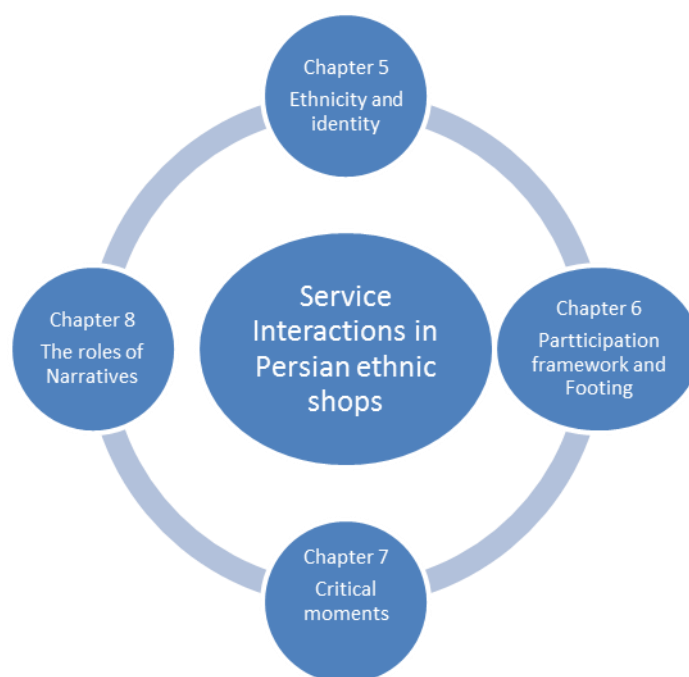 Chapter 5
Ethnicity and
identity
Service
Interactions in
Persian ethnic
shops
Chapter 8
The roles of
Narratives
Chapter 6
Partticipation
framework and
Footing
Chapter 7
Critical
moments